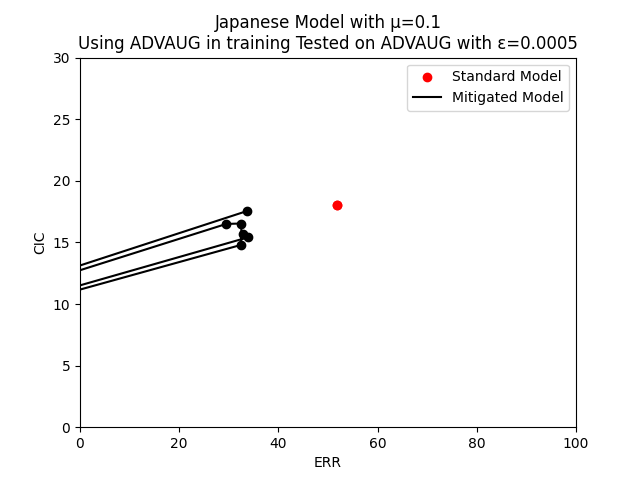 Japanese Model with μ=0.1
Using ADVAUG in training Tested on ADVAUG with ε=0.0005
30
25
20
15
10
5
0
CIC
Standard Model
Mitigated Model
0 20 40 60 80 100
ERR